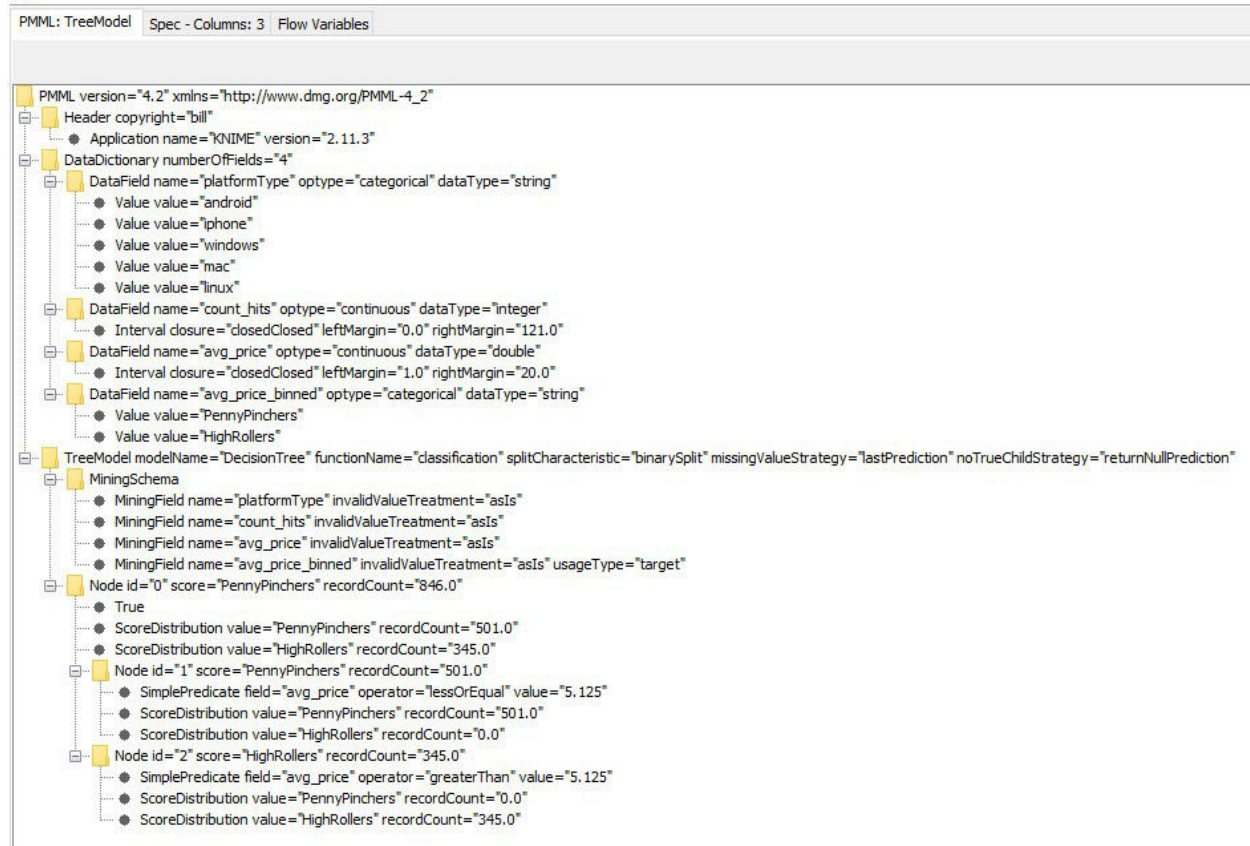 PMML: TreeModel Spec - Columns: 3 Flow Variables
PMML version="4.2" xmlns="http://www.dmg.org/PMML-4_2"
Header copyright="bill"
Application name="KNIME" version="2.11.3"
DataDictionary numberOfFields="4"
DataField name="platformType" optype="categorical" dataType="string"
Value value="android"
Value value="iphone"
Value value="windows"
Value value="mac"
Value value="linux"
DataField name="count_hits" optype="continuous" dataType="integer"
Interval closure="closedClosed" leftMargin="0.0" rightMargin="121.0"
DataField name="avg_price" optype="continuous" dataType="double"
Interval closure="closedClosed" leftMargin="1.0" rightMargin="20.0"
DataField name="avg_price_binned" optype="categorical" dataType="string"
Value value="PennyPinchers"
Value value="HighRollers"
TreeModel modelName="DecisionTree" functionName="classification" splitCharacteristic="binarySplit" missingValueStrategy="lastPrediction" noTrueChildStrategy="returnNullPrediction"
MiningSchema
MiningField name="platformType" invalidValueTreatment="asIs"
MiningField name="count_hits" invalidValueTreatment="asIs"
MiningField name="avg_price" invalidValueTreatment="asIs"
MiningField name="avg_price_binned" invalidValueTreatment="asIs" usageType="target"
Node id="0" score="PennyPinchers" recordCount="846.0"
True
ScoreDistribution value="PennyPinchers" recordCount="501.0"
ScoreDistribution value="HighRollers" recordCount="345.0"
Node id="1" score="PennyPinchers" recordCount="501.0"
SimplePredicate field="avg_price" operator="lessOrEqual" value="5.125"
ScoreDistribution value="PennyPinchers" recordCount="501.0"
ScoreDistribution value="HighRollers" recordCount="0.0"
Node id="2" score="HighRollers" recordCount="345.0"
SimplePredicate field="avg_price" operator="greaterThan" value="5.125"
ScoreDistribution value="PennyPinchers" recordCount="0.0"
ScoreDistribution value="HighRollers" recordCount="345.0"